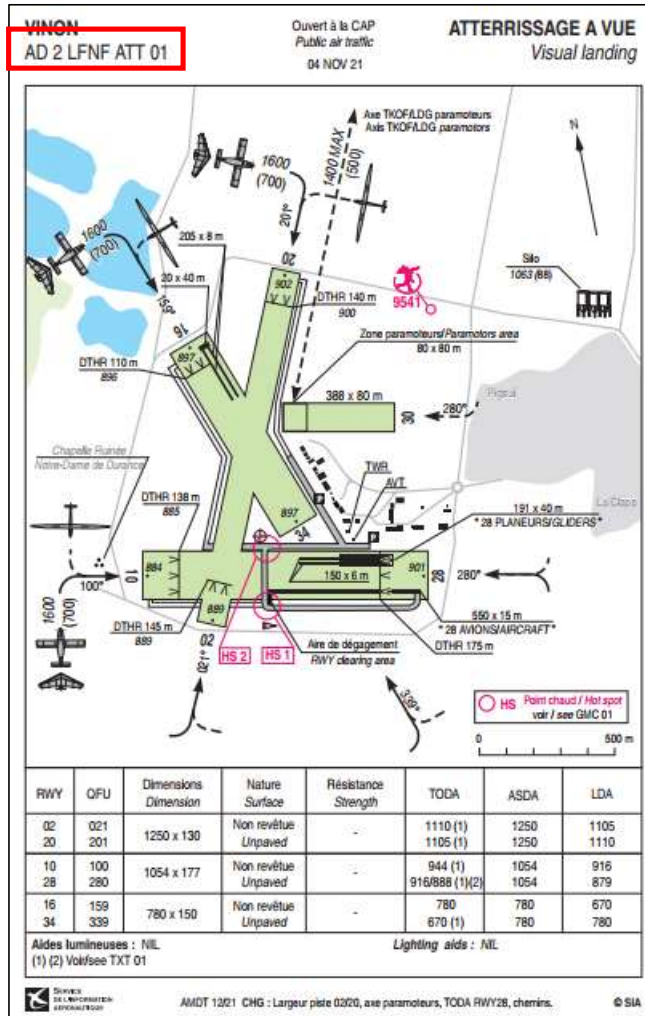 VINON
AD 2 LFNF ATT 01
Ouvert à la CAP
Public air traffic
04 NOV 21
ATTERRISSAGE A VUE
Visual landing
Axe TKOF/LDG paramoteurs
Axis TKOF/LDG paramotors
1400 MAX
(500)
N
1600
(700)
201°
1600
(700)
159°
205 x 8 m
20 x 40 m
20
902
DTHR 140 m
900
9541
Silo
1063 (88)
16
897
DTHR 110 m
896
Zone paramoteurs/Paramotors area
80 x 80 m
388 x 80 m
30
280°
Pigoul
Chapelle Ruinée
Notre-Dame de Durance
TWR
AVT
La Clapo
DTHR 138 m
885
897
34
191 x 40 m
"28 PLANEURS/GLIDERS"
10
884
100°
150 x 6 m
901
28
280°
1600
(700)
889
DTHR 145 m
889
02
021°
HS 2
HS 1
Aire de dégagement
RWY clearing area
550 x 15 m
"28 AVIONS/AIRCRAFT"
DTHR 175 m
339°
HS Point chaud / Hot spot
voir / see GMC 01
0 500 m
RWY QFU Dimensions Dimension Nature Surface Résistance Strength TODA ASDA LDA
02 021 1250 x 130 Non revêtue - 1110 (1) 1250 1105
20 201 Unpaved 1105 (1) 1250 1110
10 100 1054 x 177 Non revêtue - 944 (1) 1054 916
28 280 Unpaved 916/888 (1)(2) 1054 879
16 159 780 x 150 Non revêtue - 780 780 670
34 339 Unpaved 670 (1) 780 780
Aides lumineuses : NIL Lighting aids : NIL
(1) (2) Voir/see TXT 01
SERVICE
DE L'INFORMATION
AERONAUTIQUE
AMDT 12/21 CHG : Largeur piste 02/20, axe paramoteurs, TODA RWY28, chemins.
© SIA